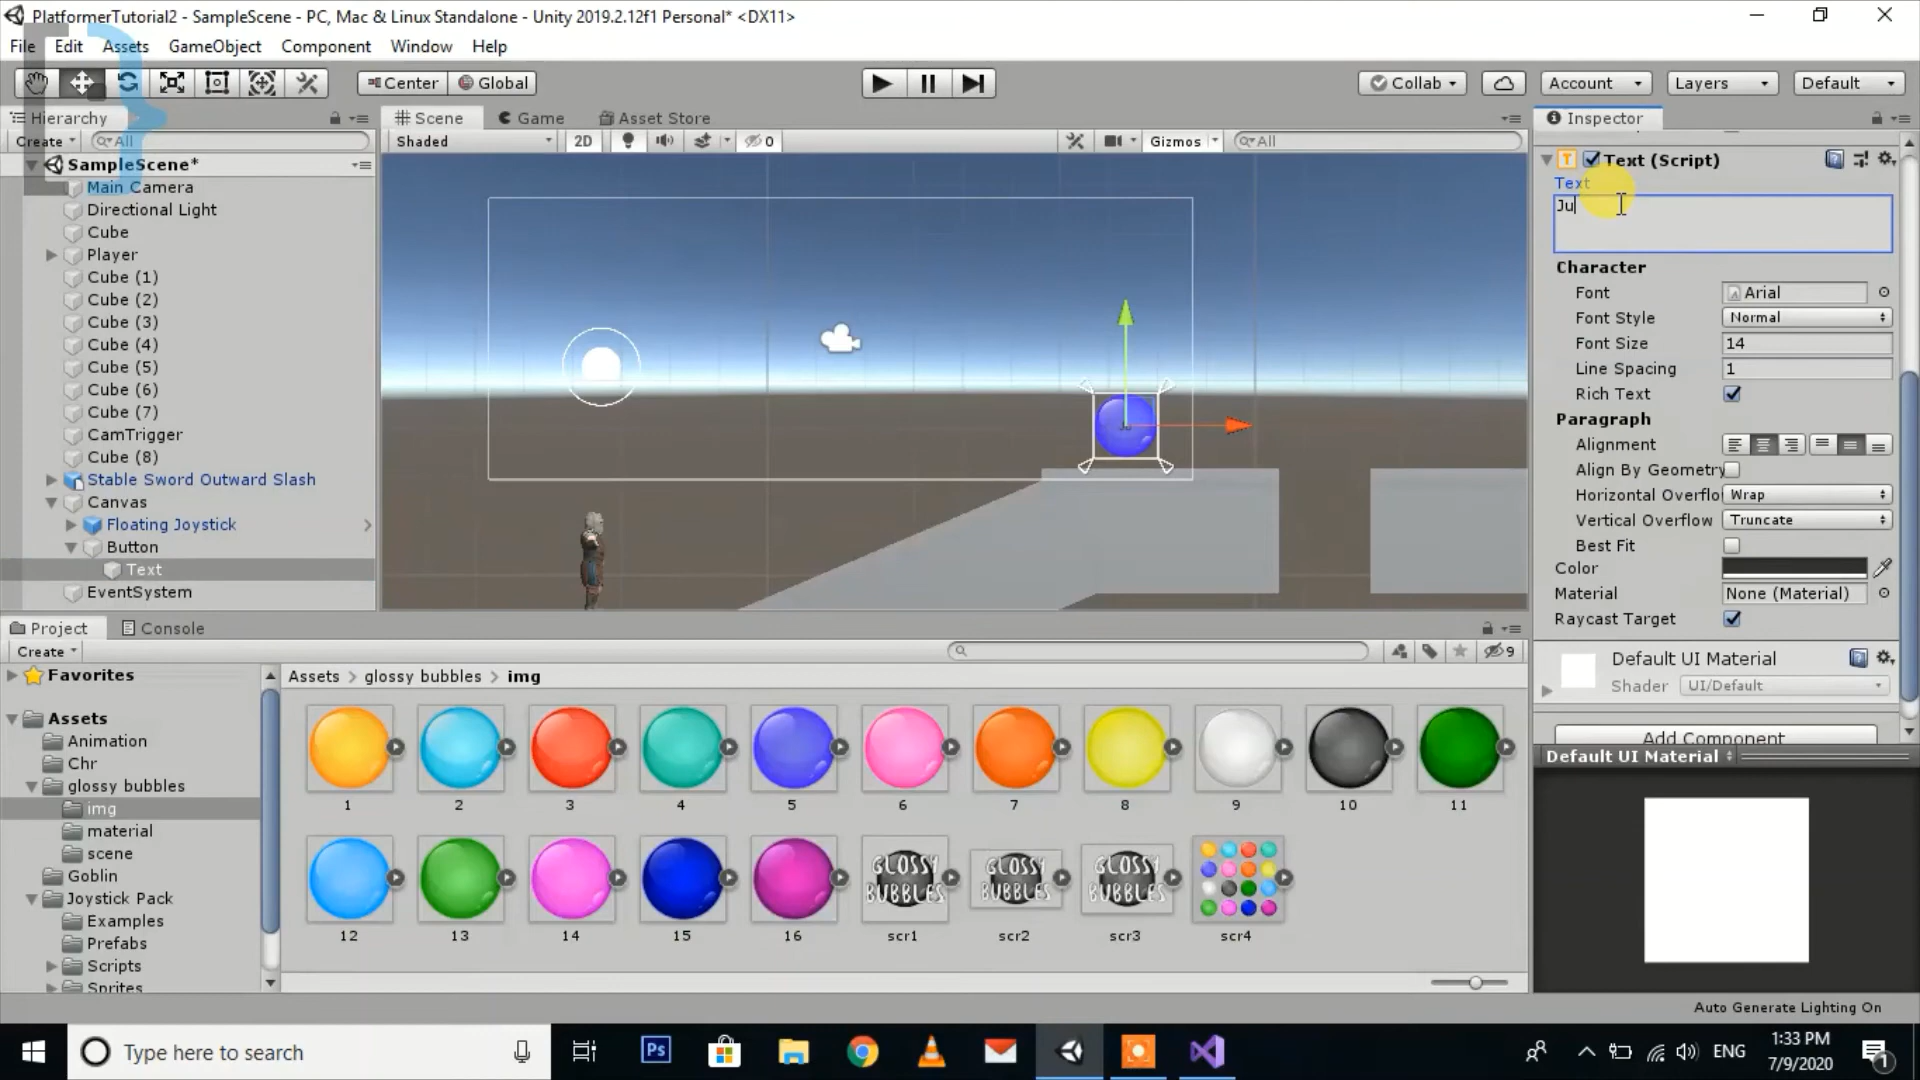 PlatformerTutorial2 - SampleScene - PC, Mac & Linux Standalone - Unity 2019.2.12f1 Personal* <DX11>
File Edit Assets GameObject Component Window Help
Center Global Collab Account Layers Default
Hierarchy Scene Game Asset Store Inspector
Create All Shaded 2D 0 Gizmos All
SampleScene* Text (Script)
Main Camera Text
Directional Light Ju
Cube
Player
Cube (1) Character
Cube (2) Font Arial
Cube (3) Font Style Normal
Cube (4) Font Size 14
Cube (5) Line Spacing 1
Cube (6) Rich Text
Cube (7) Paragraph
CamTrigger Alignment
Cube (8) Align By Geometry
Stable Sword Outward Slash Horizontal Overflo Wrap
Canvas Vertical Overflow Truncate
Floating Joystick Best Fit
Button Color
Text Material None (Material)
EventSystem Raycast Target
Project Console
Create 9 Default UI Material
Favorites Assets > glossy bubbles > img Shader UI/Default
Assets Add Component
Animation Default UI Material
Chr
glossy bubbles
img 1 2 3 4 5 6 7 8 9 10 11
material
scene
Goblin GLOSSY BUBBLES GLOSSY BUBBLES GLOSSY BUBBLES
Joystick Pack
Examples
Prefabs 12 13 14 15 16 scr1 scr2 scr3 scr4
Scripts
Sprites
Auto Generate Lighting On
Type here to search Ps ENG 1:33 PM
7/9/2020 1